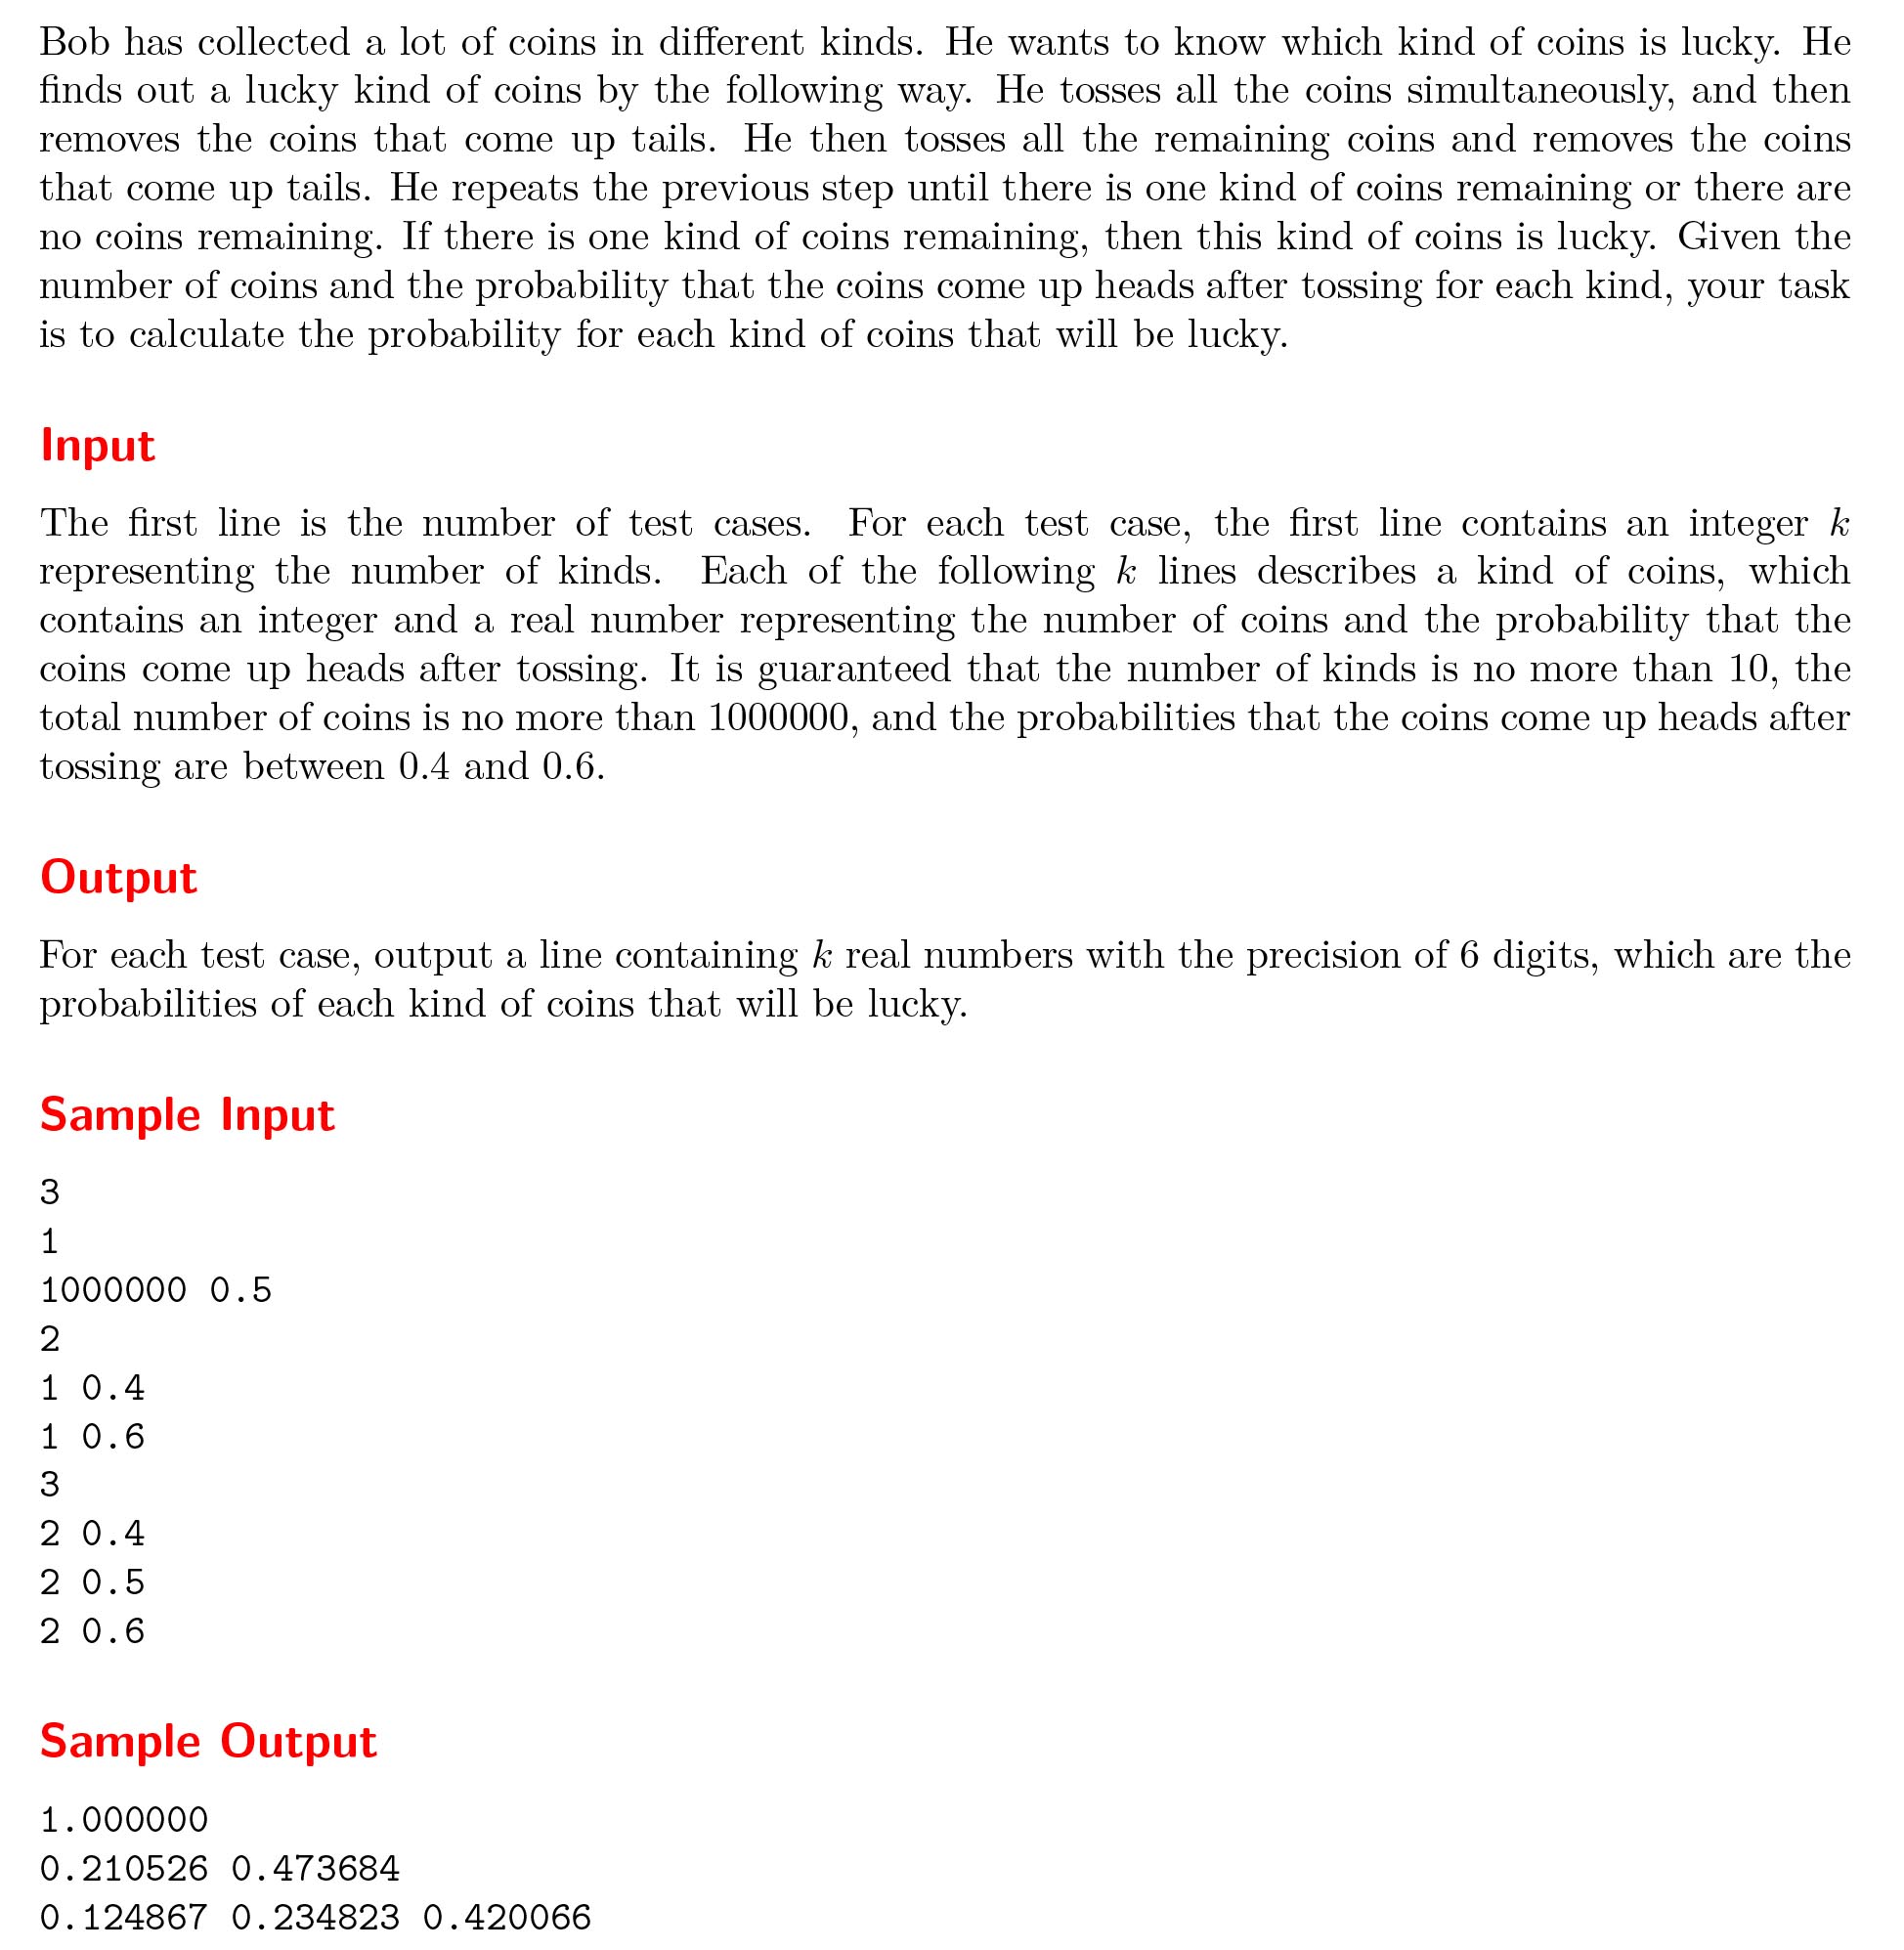 Bob has collected a lot of coins in different kinds. He wants to know which kind of coins is lucky. He
finds out a lucky kind of coins by the following way. He tosses all the coins simultaneously, and then
removes the coins that come up tails. He then tosses all the remaining coins and removes the coins
that come up tails. He repeats the previous step until there is one kind of coins remaining or there are
no coins remaining. If there is one kind of coins remaining, then this kind of coins is lucky. Given the
number of coins and the probability that the coins come up heads after tossing for each kind, your task
is to calculate the probability for each kind of coins that will be lucky.
Input
The first line is the number of test cases. For each test case, the first line contains an integer k
representing the number of kinds. Each of the following k lines describes a kind of coins, which
contains an integer and a real number representing the number of coins and the probability that the
coins come up heads after tossing. It is guaranteed that the number of kinds is no more than 10, the
total number of coins is no more than 1000000, and the probabilities that the coins come up heads after
tossing are between 0.4 and 0.6.
Output
For each test case, output a line containing k real numbers with the precision of 6 digits, which are the
probabilities of each kind of coins that will be lucky.
Sample Input
3
1
1000000 0.5
2
1 0.4
1 0.6
3
2 0.4
2 0.5
2 0.6
Sample Output
1.000000
0.210526 0.473684
0.124867 0.234823 0.420066